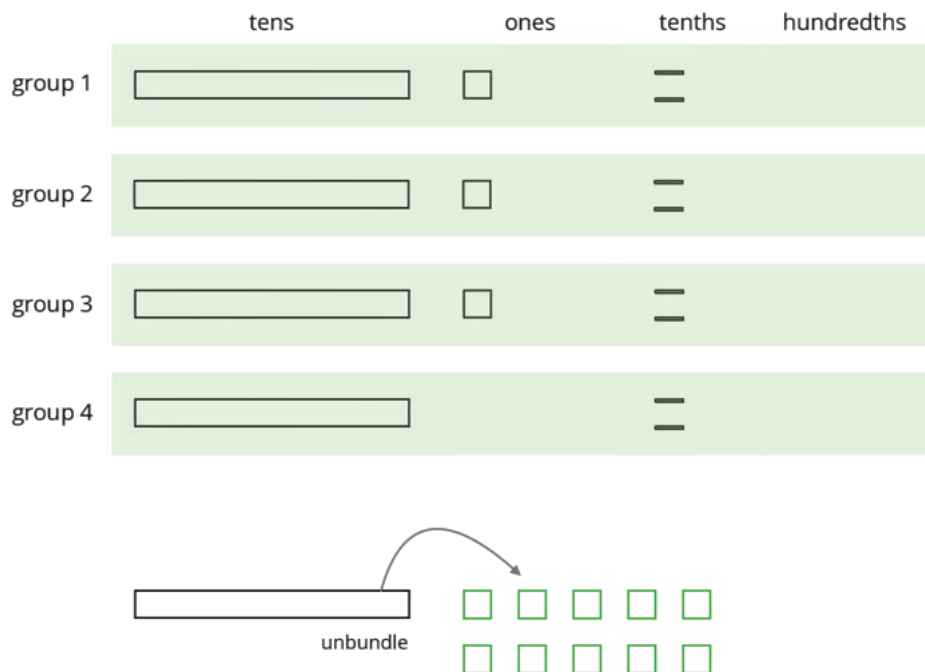 tens ones tenths hundredths
group 1
group 2
group 3
group 4
unbundle